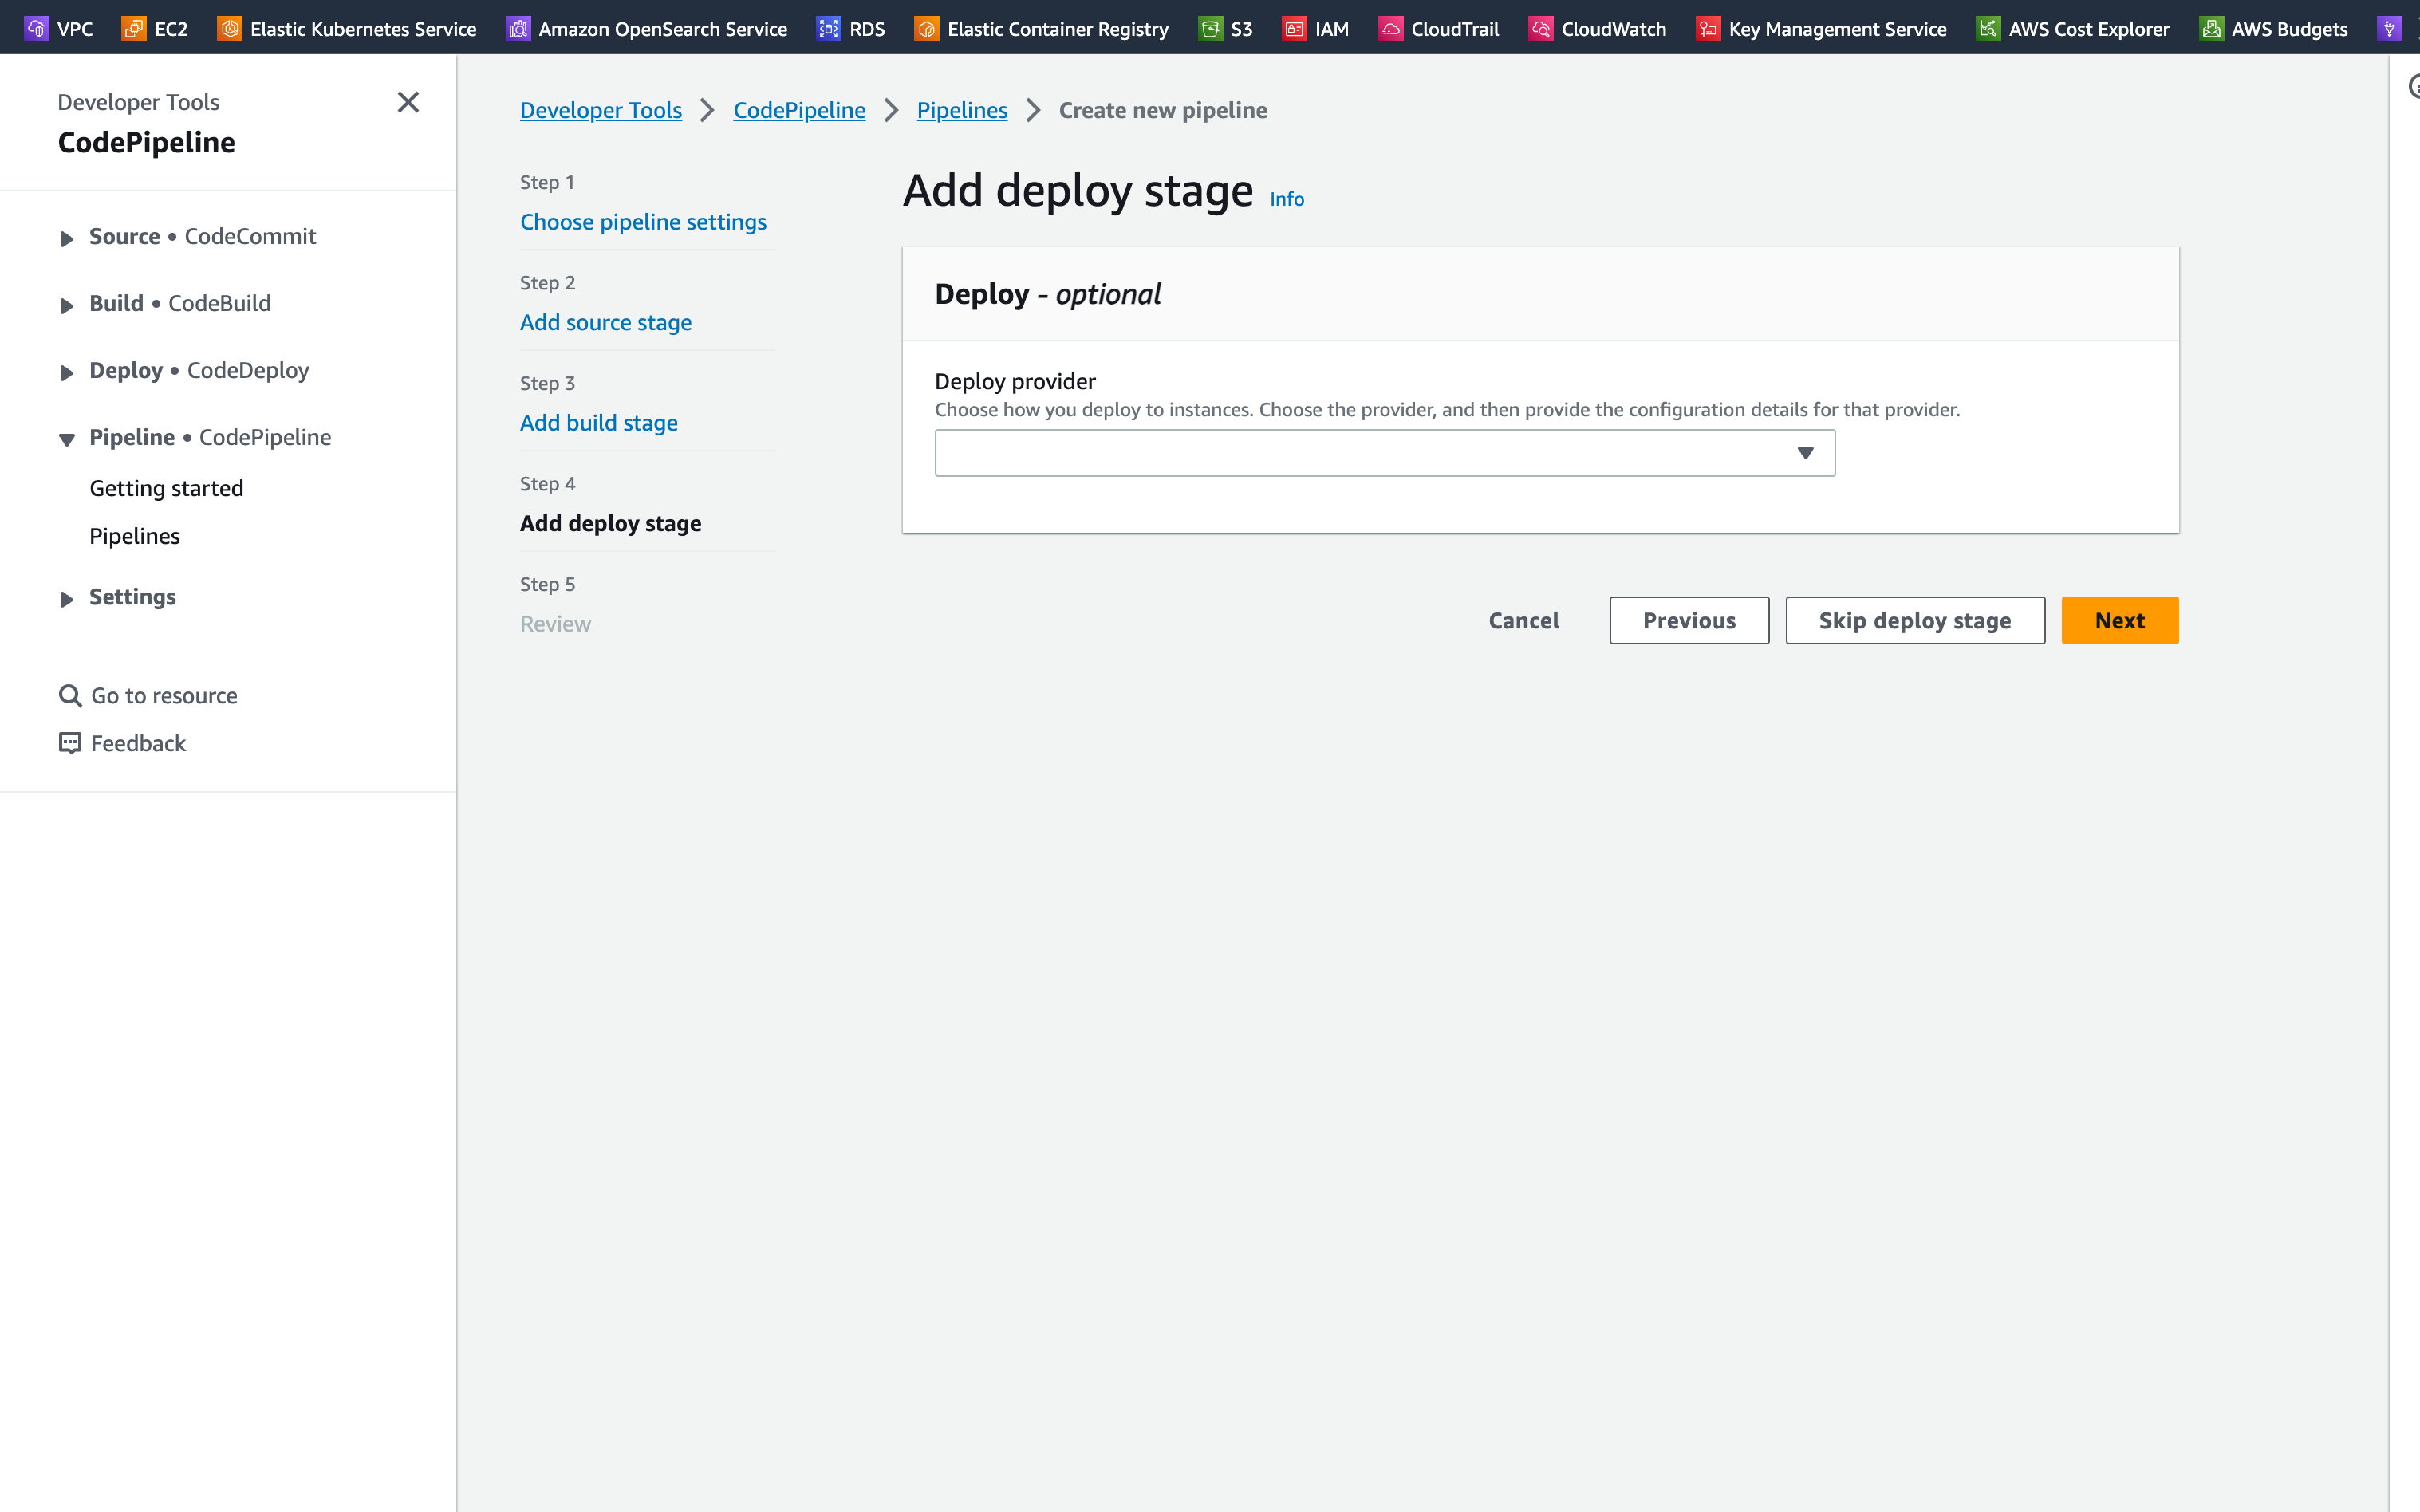 VPC EC2 Elastic Kubernetes Service Amazon OpenSearch Service RDS Elastic Container Registry S3 IAM CloudTrail CloudWatch Key Management Service AWS Cost Explorer AWS Budgets
Developer Tools
CodePipeline
Source • CodeCommit
Build • CodeBuild
Deploy • CodeDeploy
Pipeline • CodePipeline
Getting started
Pipelines
Settings
Go to resource
Feedback
Developer Tools > CodePipeline > Pipelines > Create new pipeline
Step 1
Choose pipeline settings
Step 2
Add source stage
Step 3
Add build stage
Step 4
Add deploy stage
Step 5
Review
Add deploy stage Info
Deploy - optional
Deploy provider
Choose how you deploy to instances. Choose the provider, and then provide the configuration details for that provider.
Cancel Previous Skip deploy stage Next